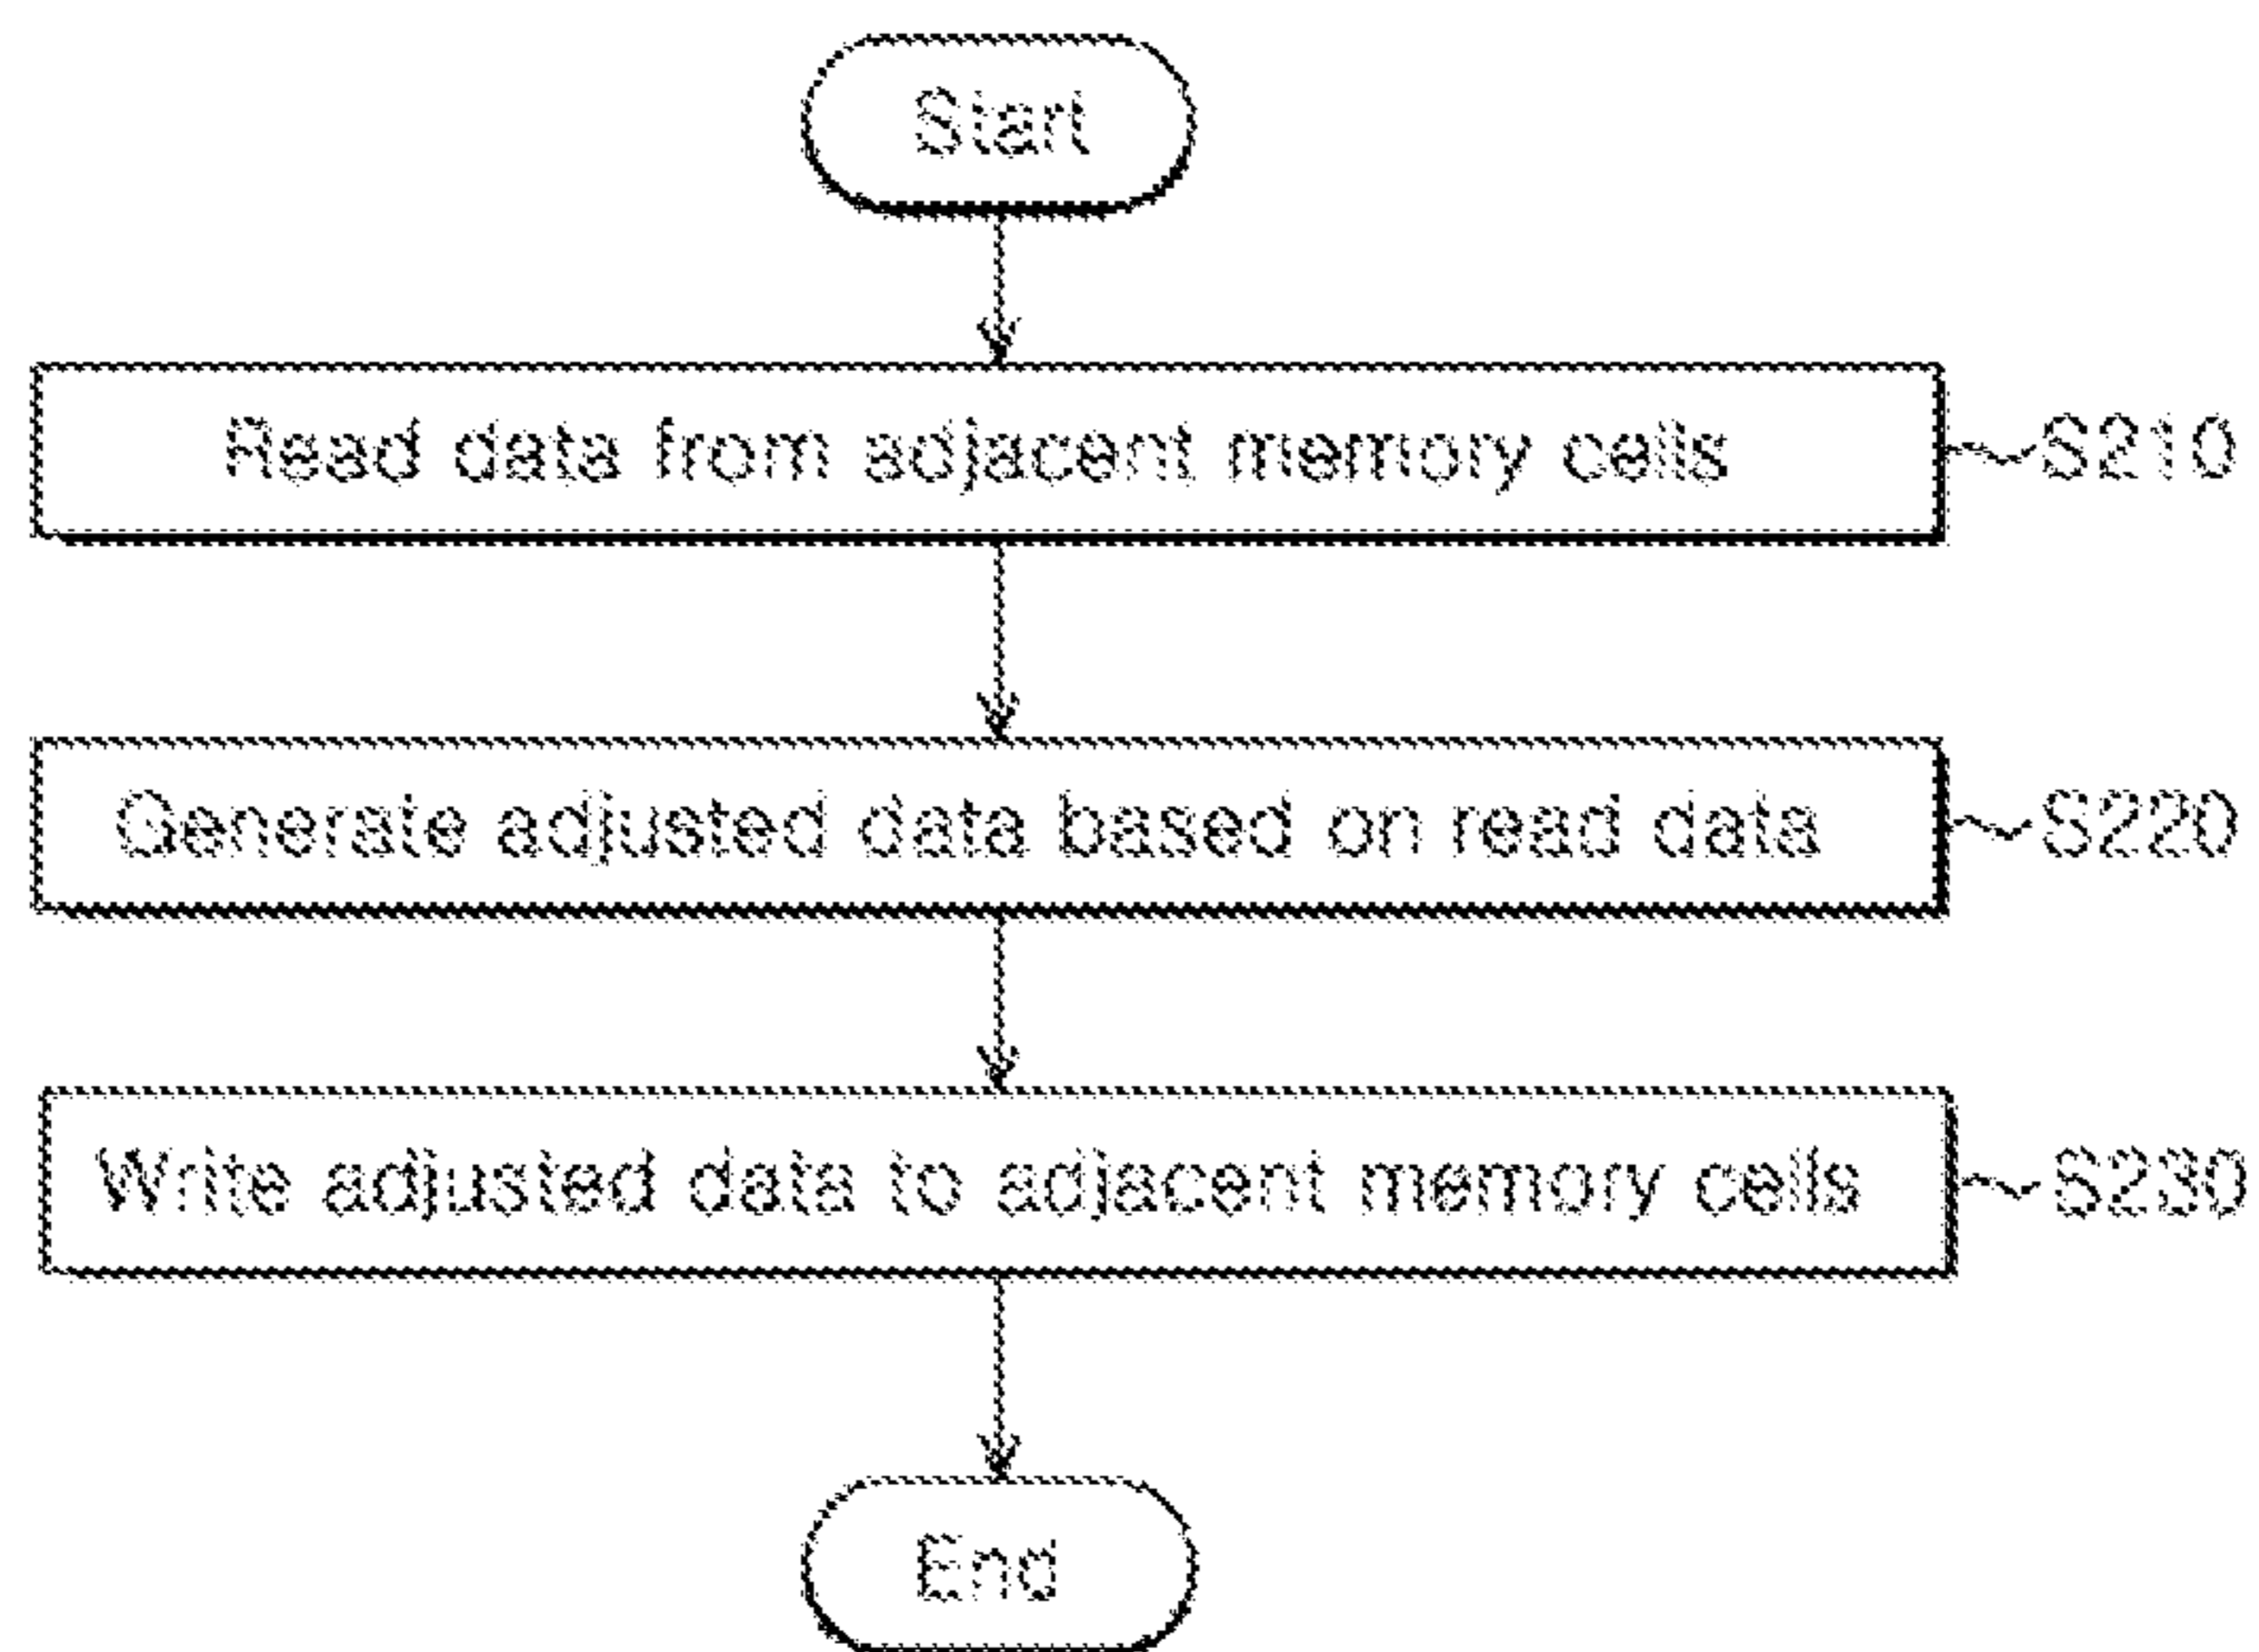 Start
Read data from adjacent memory cells
S210
Generate adjusted data based on read data
S220
Write adjusted data to adjacent memory cells
S230
End